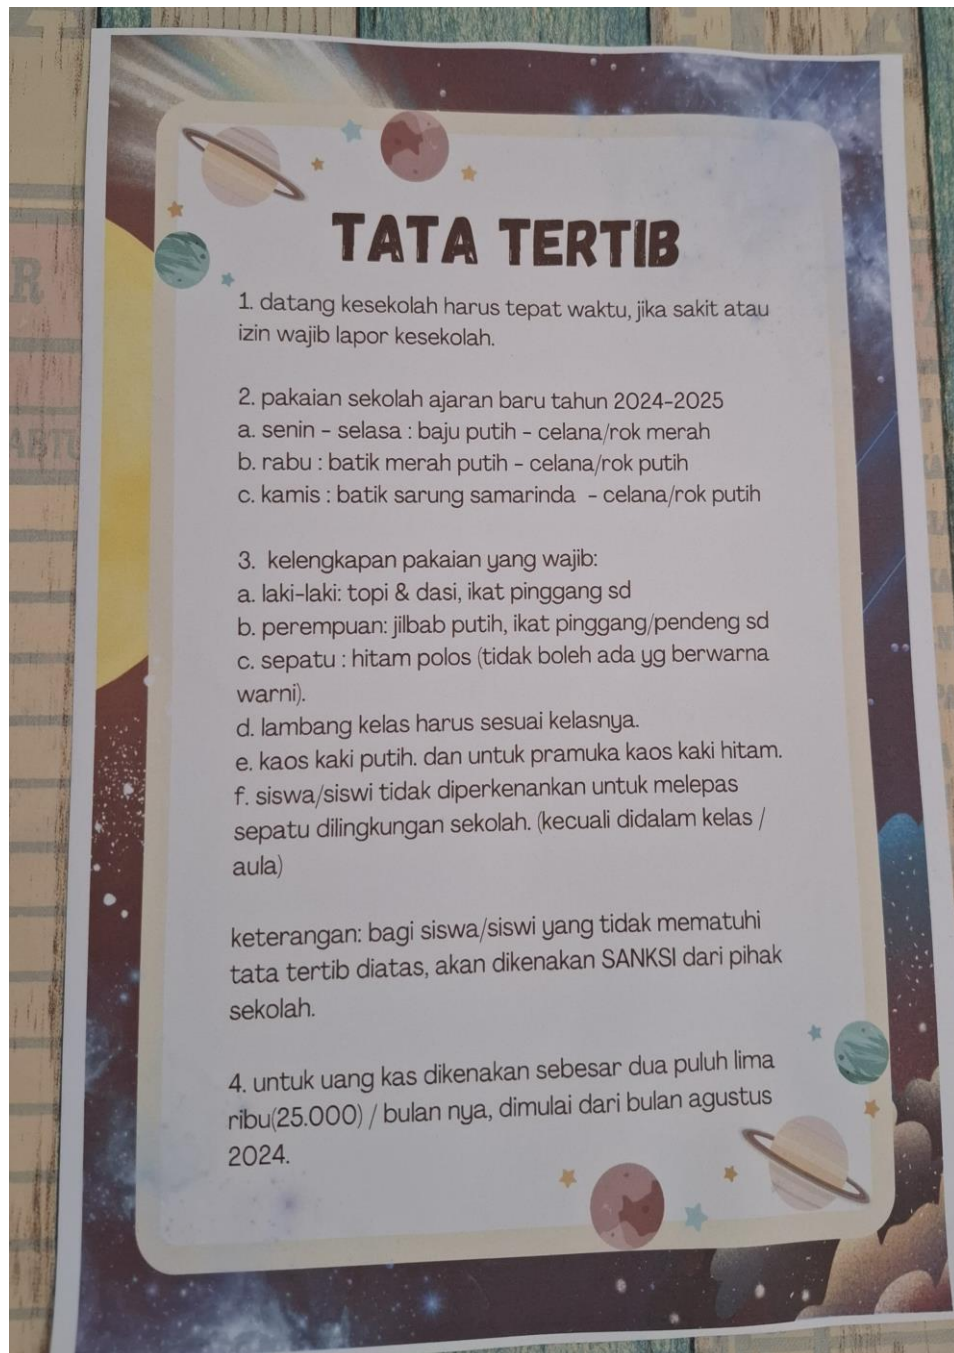 TATA TERTIB
1. datang kesekolah harus tepat waktu, jika sakit atau
izin wajib lapor kesekolah.
2. pakaian sekolah ajaran baru tahun 2024-2025
a. senin - selasa : baju putih - celana/rok merah
b. rabu : batik merah putih - celana/rok putih
c. kamis : batik sarung samarinda - celana/rok putih
3. kelengkapan pakaian yang wajib:
a. laki-laki: topi & dasi, ikat pinggang sd
b. perempuan: jilbab putih, ikat pinggang/pendeng sd
c. sepatu : hitam polos (tidak boleh ada yg berwarna
warni).
d. lambang kelas harus sesuai kelasnya.
e. kaos kaki putih. dan untuk pramuka kaos kaki hitam.
f. siswa/siswi tidak diperkenankan untuk melepas
sepatu dilingkungan sekolah. (kecuali didalam kelas /
aula)
keterangan: bagi siswa/siswi yang tidak mematuhi
tata tertib diatas, akan dikenakan SANKSI dari pihak
sekolah.
4. untuk uang kas dikenakan sebesar dua puluh lima
ribu(25.000) / bulan nya, dimulai dari bulan agustus
2024.